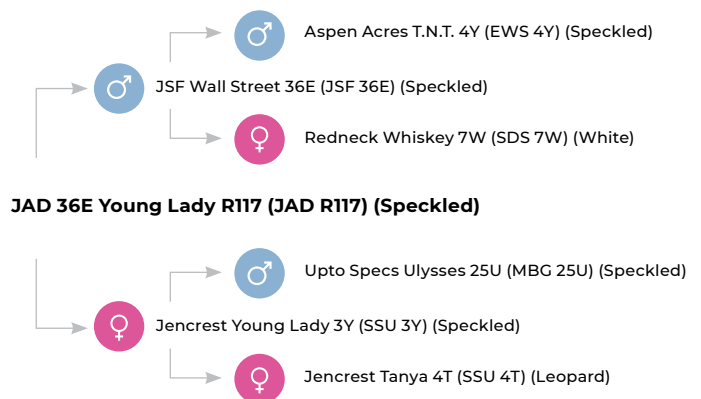 Aspen Acres T.N.T. 4Y (EWS 4Y) (Speckled)
JSF Wall Street 36E (JSF 36E) (Speckled)
Redneck Whiskey 7W (SDS 7W) (White)
JAD 36E Young Lady R117 (JAD R117) (Speckled)
Upto Specs Ulysses 25U (MBG 25U) (Speckled)
Jencrest Young Lady 3Y (SSU 3Y) (Speckled)
Jencrest Tanya 4T (SSU 4T) (Leopard)